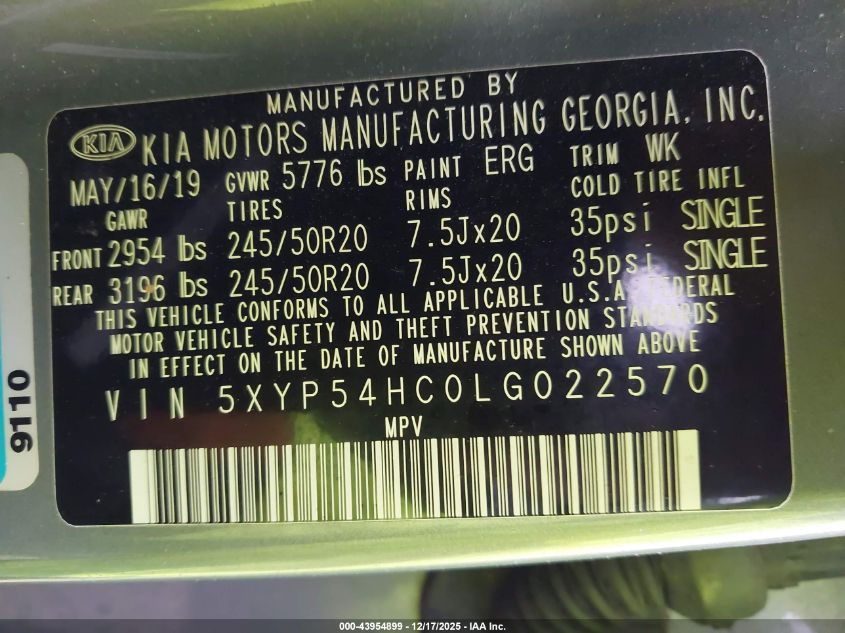 MANUFACTURED BY
KIA KIA MOTORS MANUFACTURING GEORGIA, INC.
MAY/16/19 GVWR 5776 lbs PAINT ERG TRIM WK
GAWR TIRES RIMS COLD TIRE INFL
FRONT 2954 lbs 245/50R20 7.5Jx20 35psi SINGLE
REAR 3196 lbs 245/50R20 7.5Jx20 35psi SINGLE
THIS VEHICLE CONFORMS TO ALL APPLICABLE U.S.A FEDERAL
MOTOR VEHICLE SAFETY AND THEFT PREVENTION STANDARDS
IN EFFECT ON THE DATE OF MANUFACTURE SHOWN ABOVE
VIN 5XYP54HC0LG022570
MPV
9110
000-43954899 - 12/17/2025 - IAA Inc.